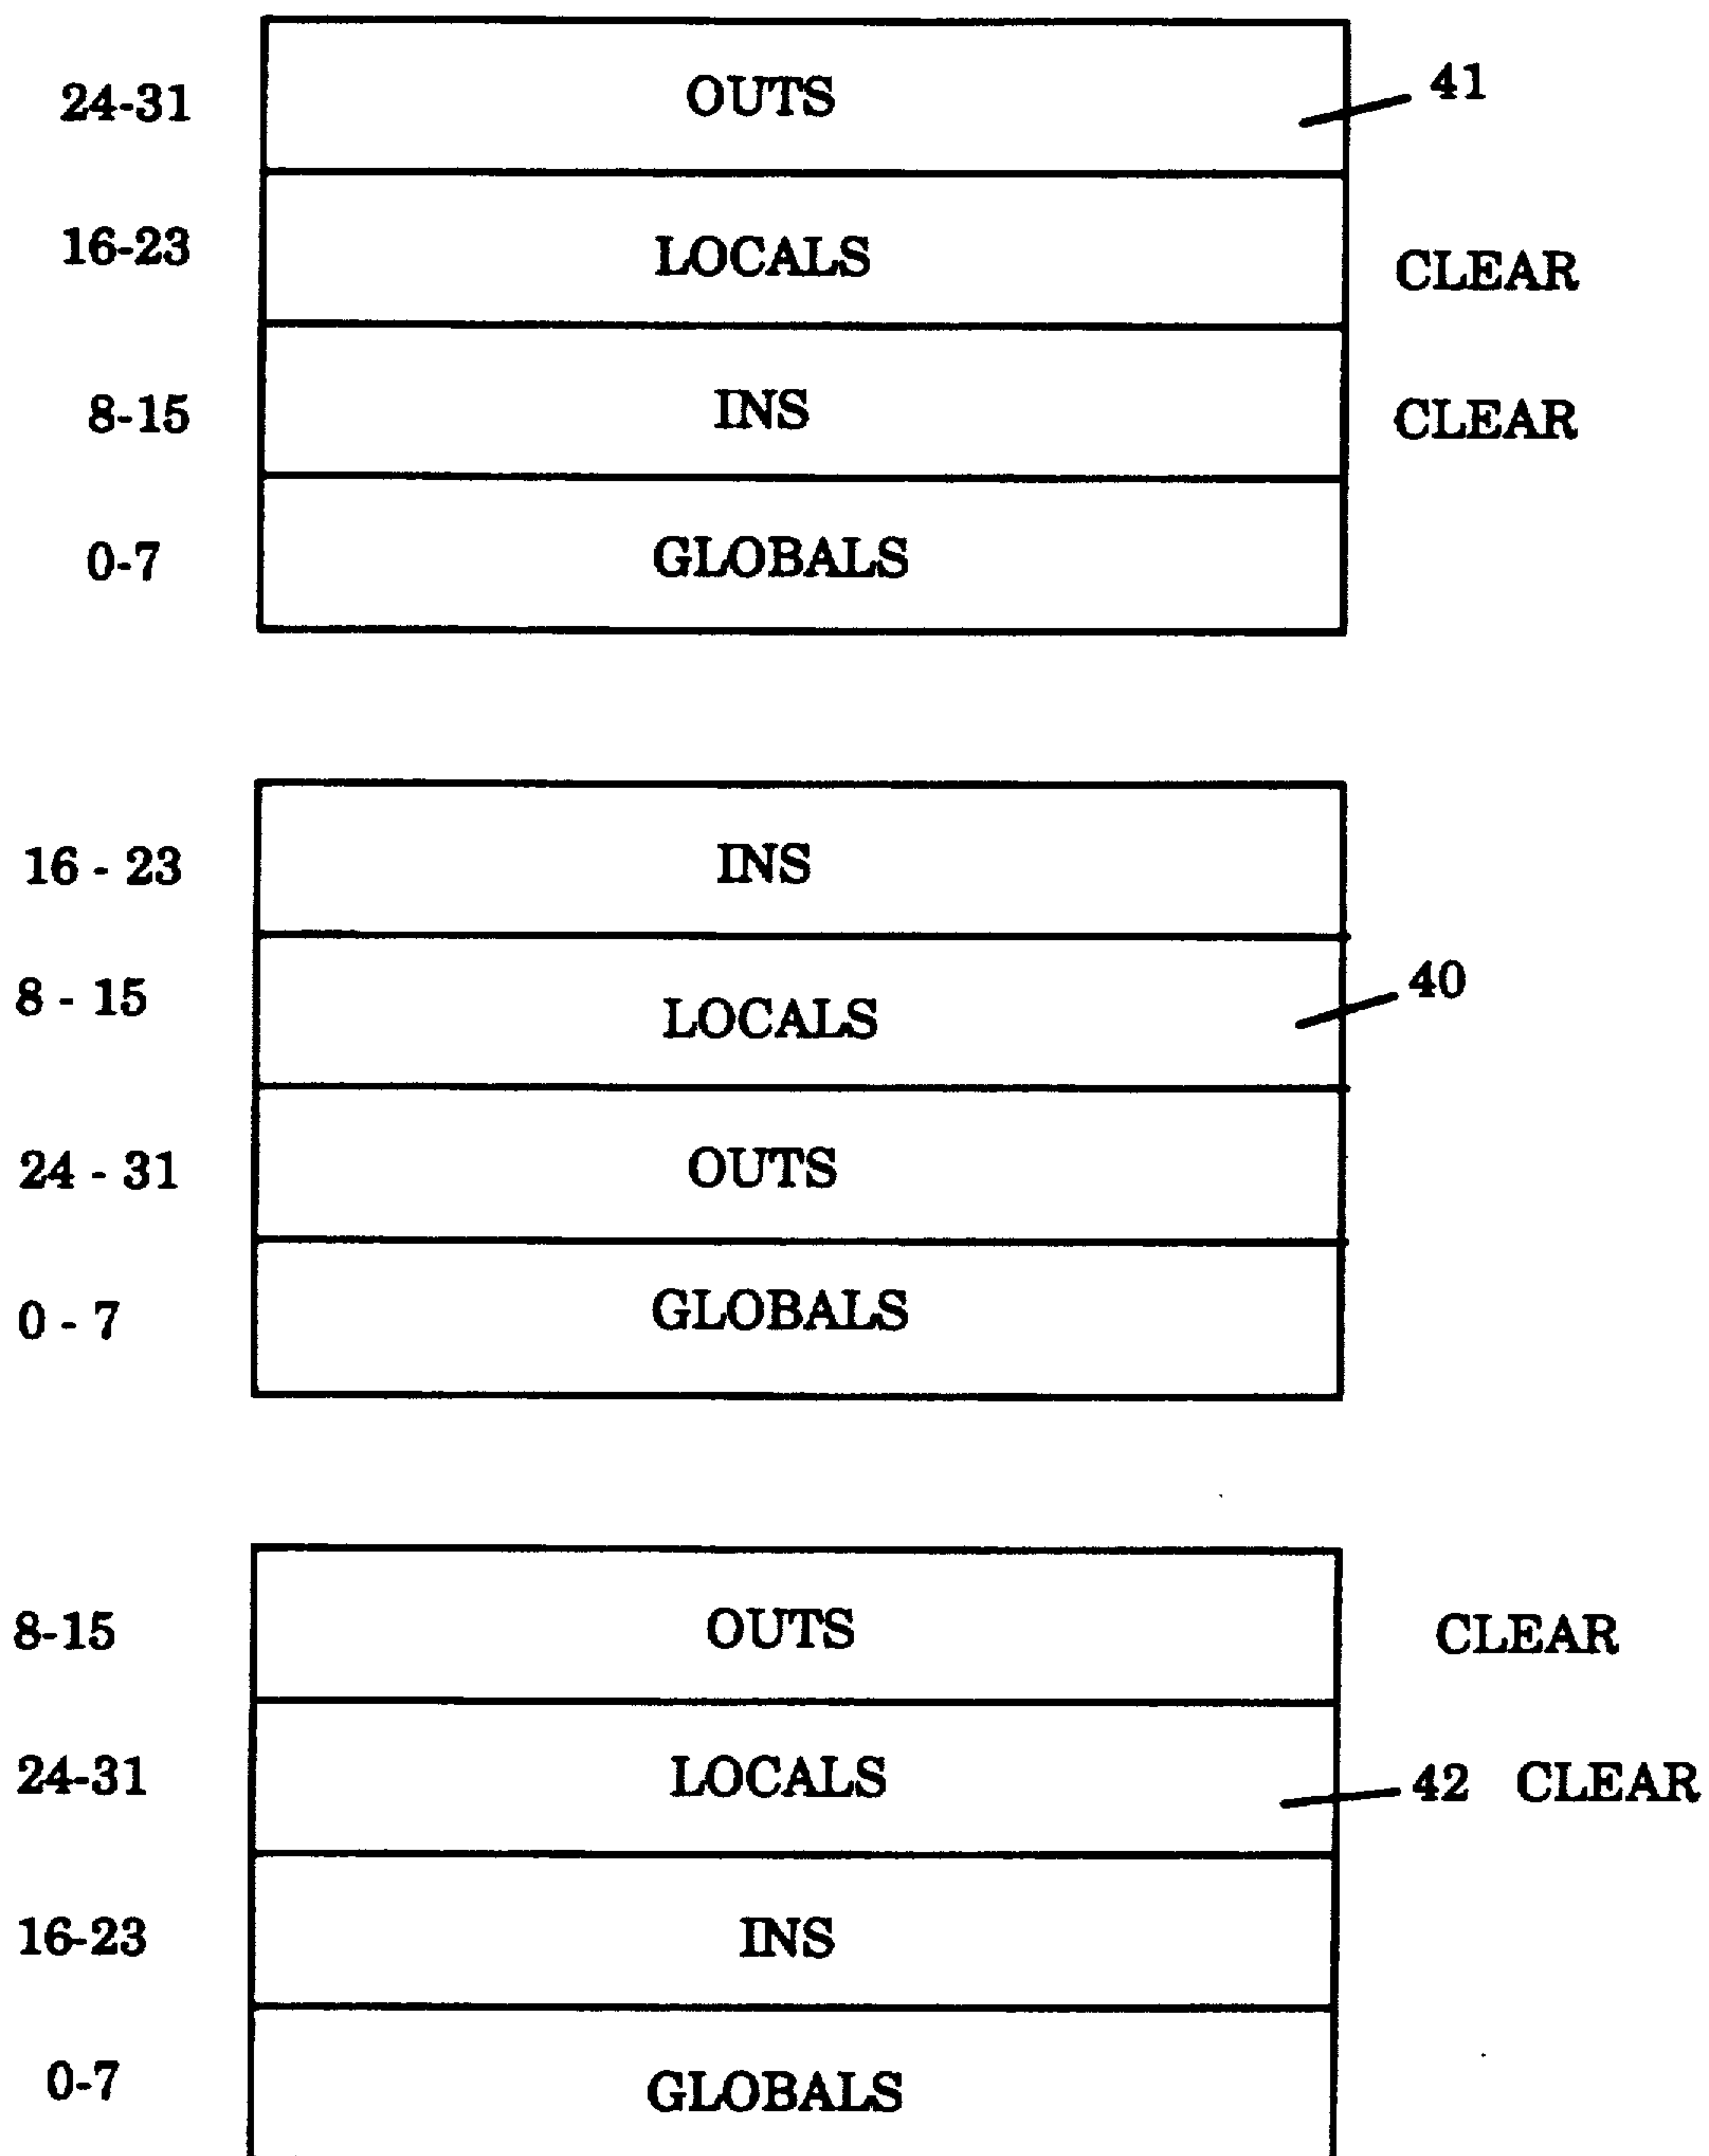 24-31 OUTS 41
16-23 LOCALS CLEAR
8-15 INS CLEAR
0-7 GLOBALS
16 - 23 INS
8 - 15 LOCALS 40
24 - 31 OUTS
0 - 7 GLOBALS
8-15 OUTS CLEAR
24-31 LOCALS 42 CLEAR
16-23 INS
0-7 GLOBALS